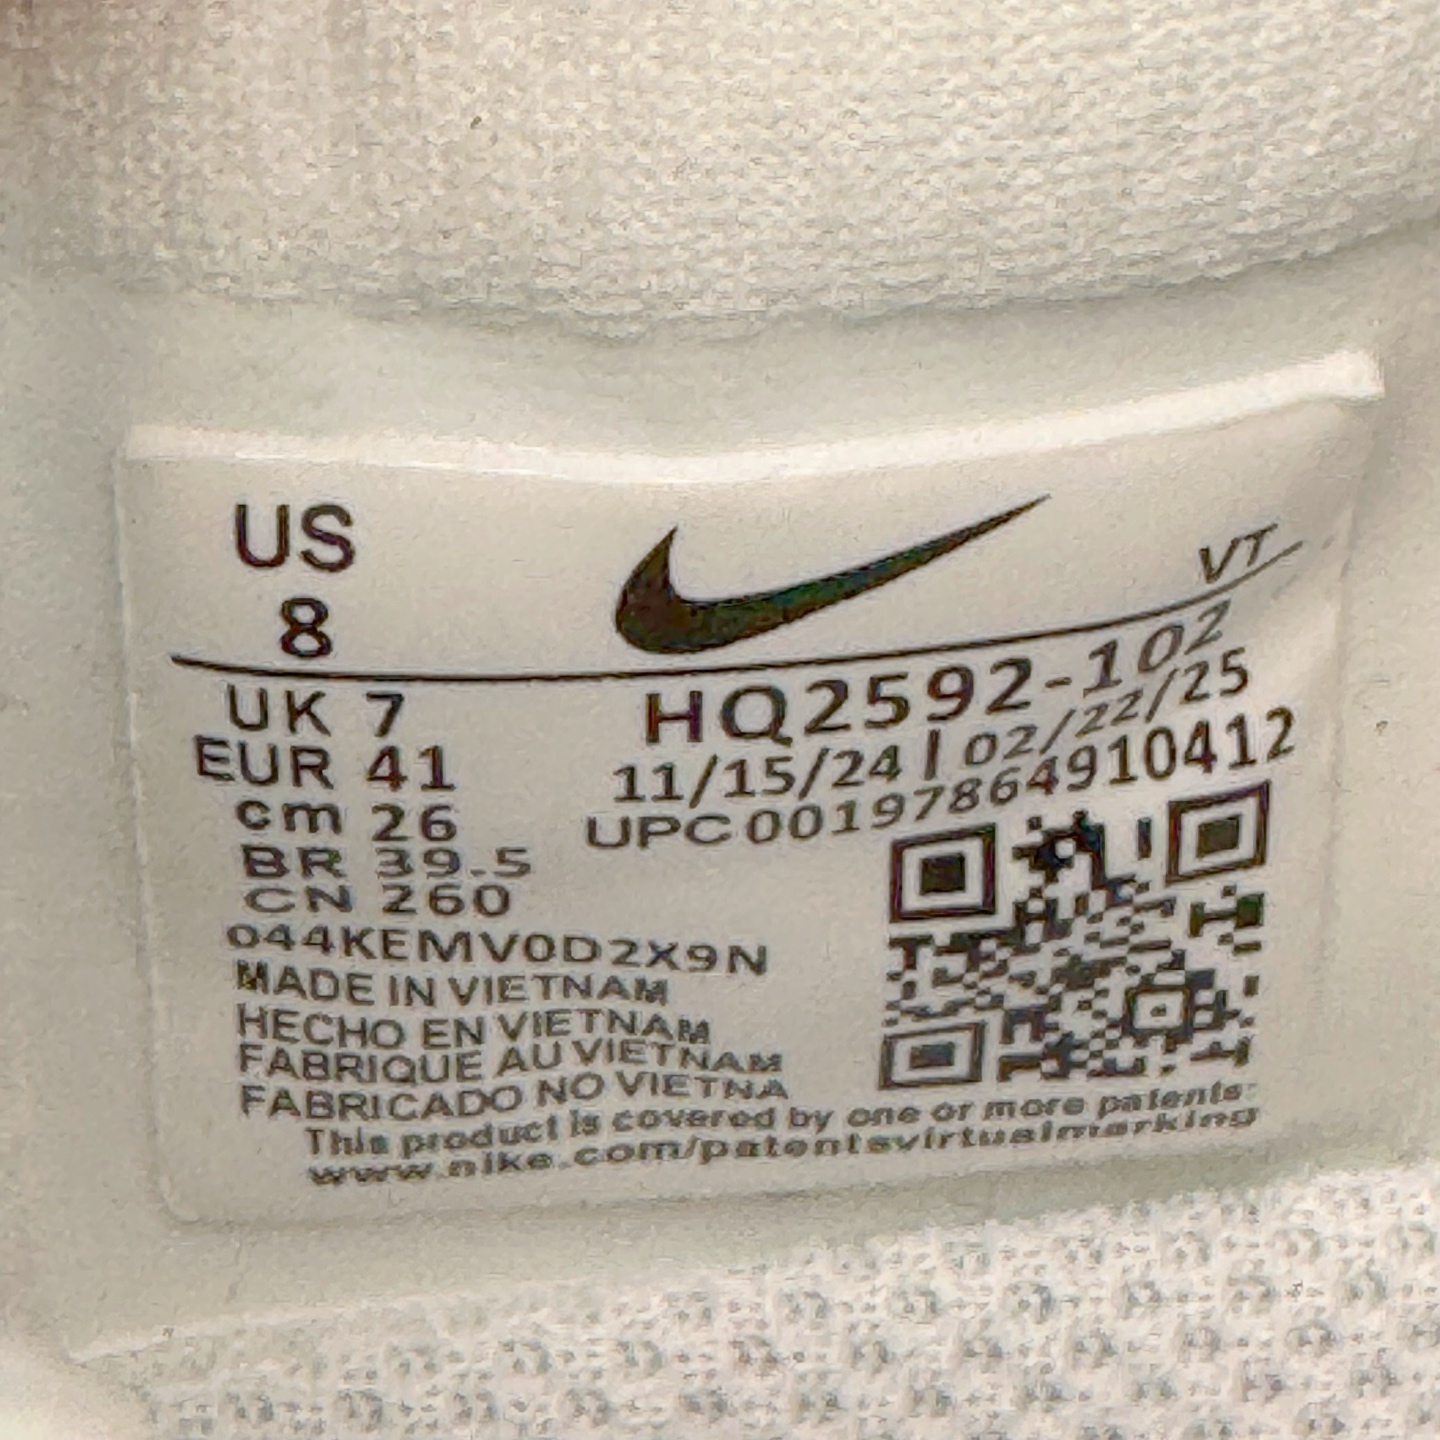 US
8
VT
UK 7
EUR 41
cm 26
BR 39.5
CN 260
HQ2592-102
11/15/24 | 02/22/25
UPC 00197864910412
044KEMV0D2X9N
MADE IN VIETNAM
HECHO EN VIETNAM
FABRIQUE AU VIETNAM
FABRICADO NO VIETNA
This product is covered by one or more patents:
www.nike.com/patentsvirtualmarking